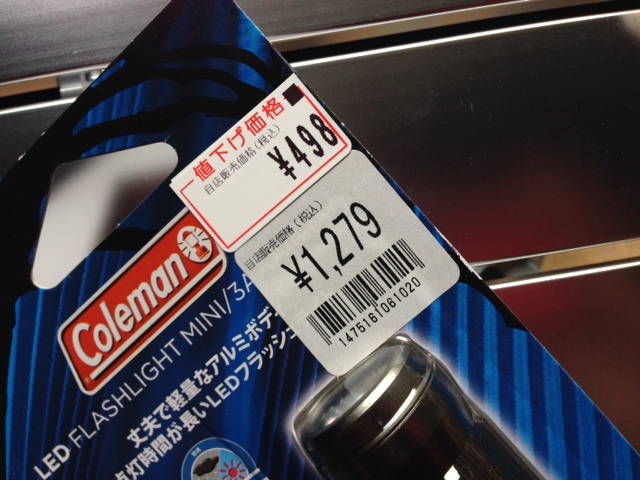 値下げ価格
自店販売価格(税込)
¥498
自店販売価格(税込)
¥1,279
1475161061020
Coleman
LED FLASHLIGHT MINI/3A
丈夫で軽量なアルミボデ
点灯時間が長いLEDフラッシ